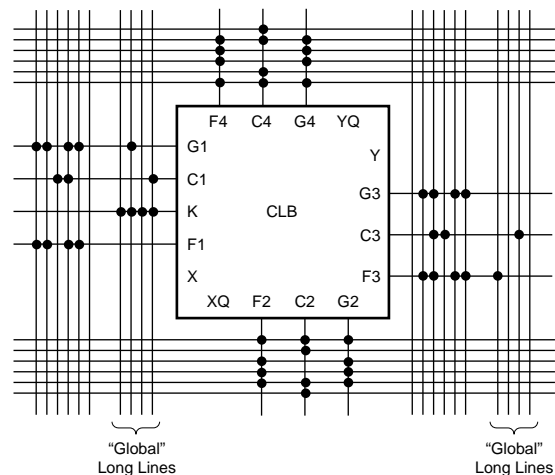 F4 C4 G4 YQ
G1
Y
C1
G3
K
CLB
C3
F1
X
F3
XQ F2 C2 G2
“Global”
Long Lines
“Global”
Long Lines